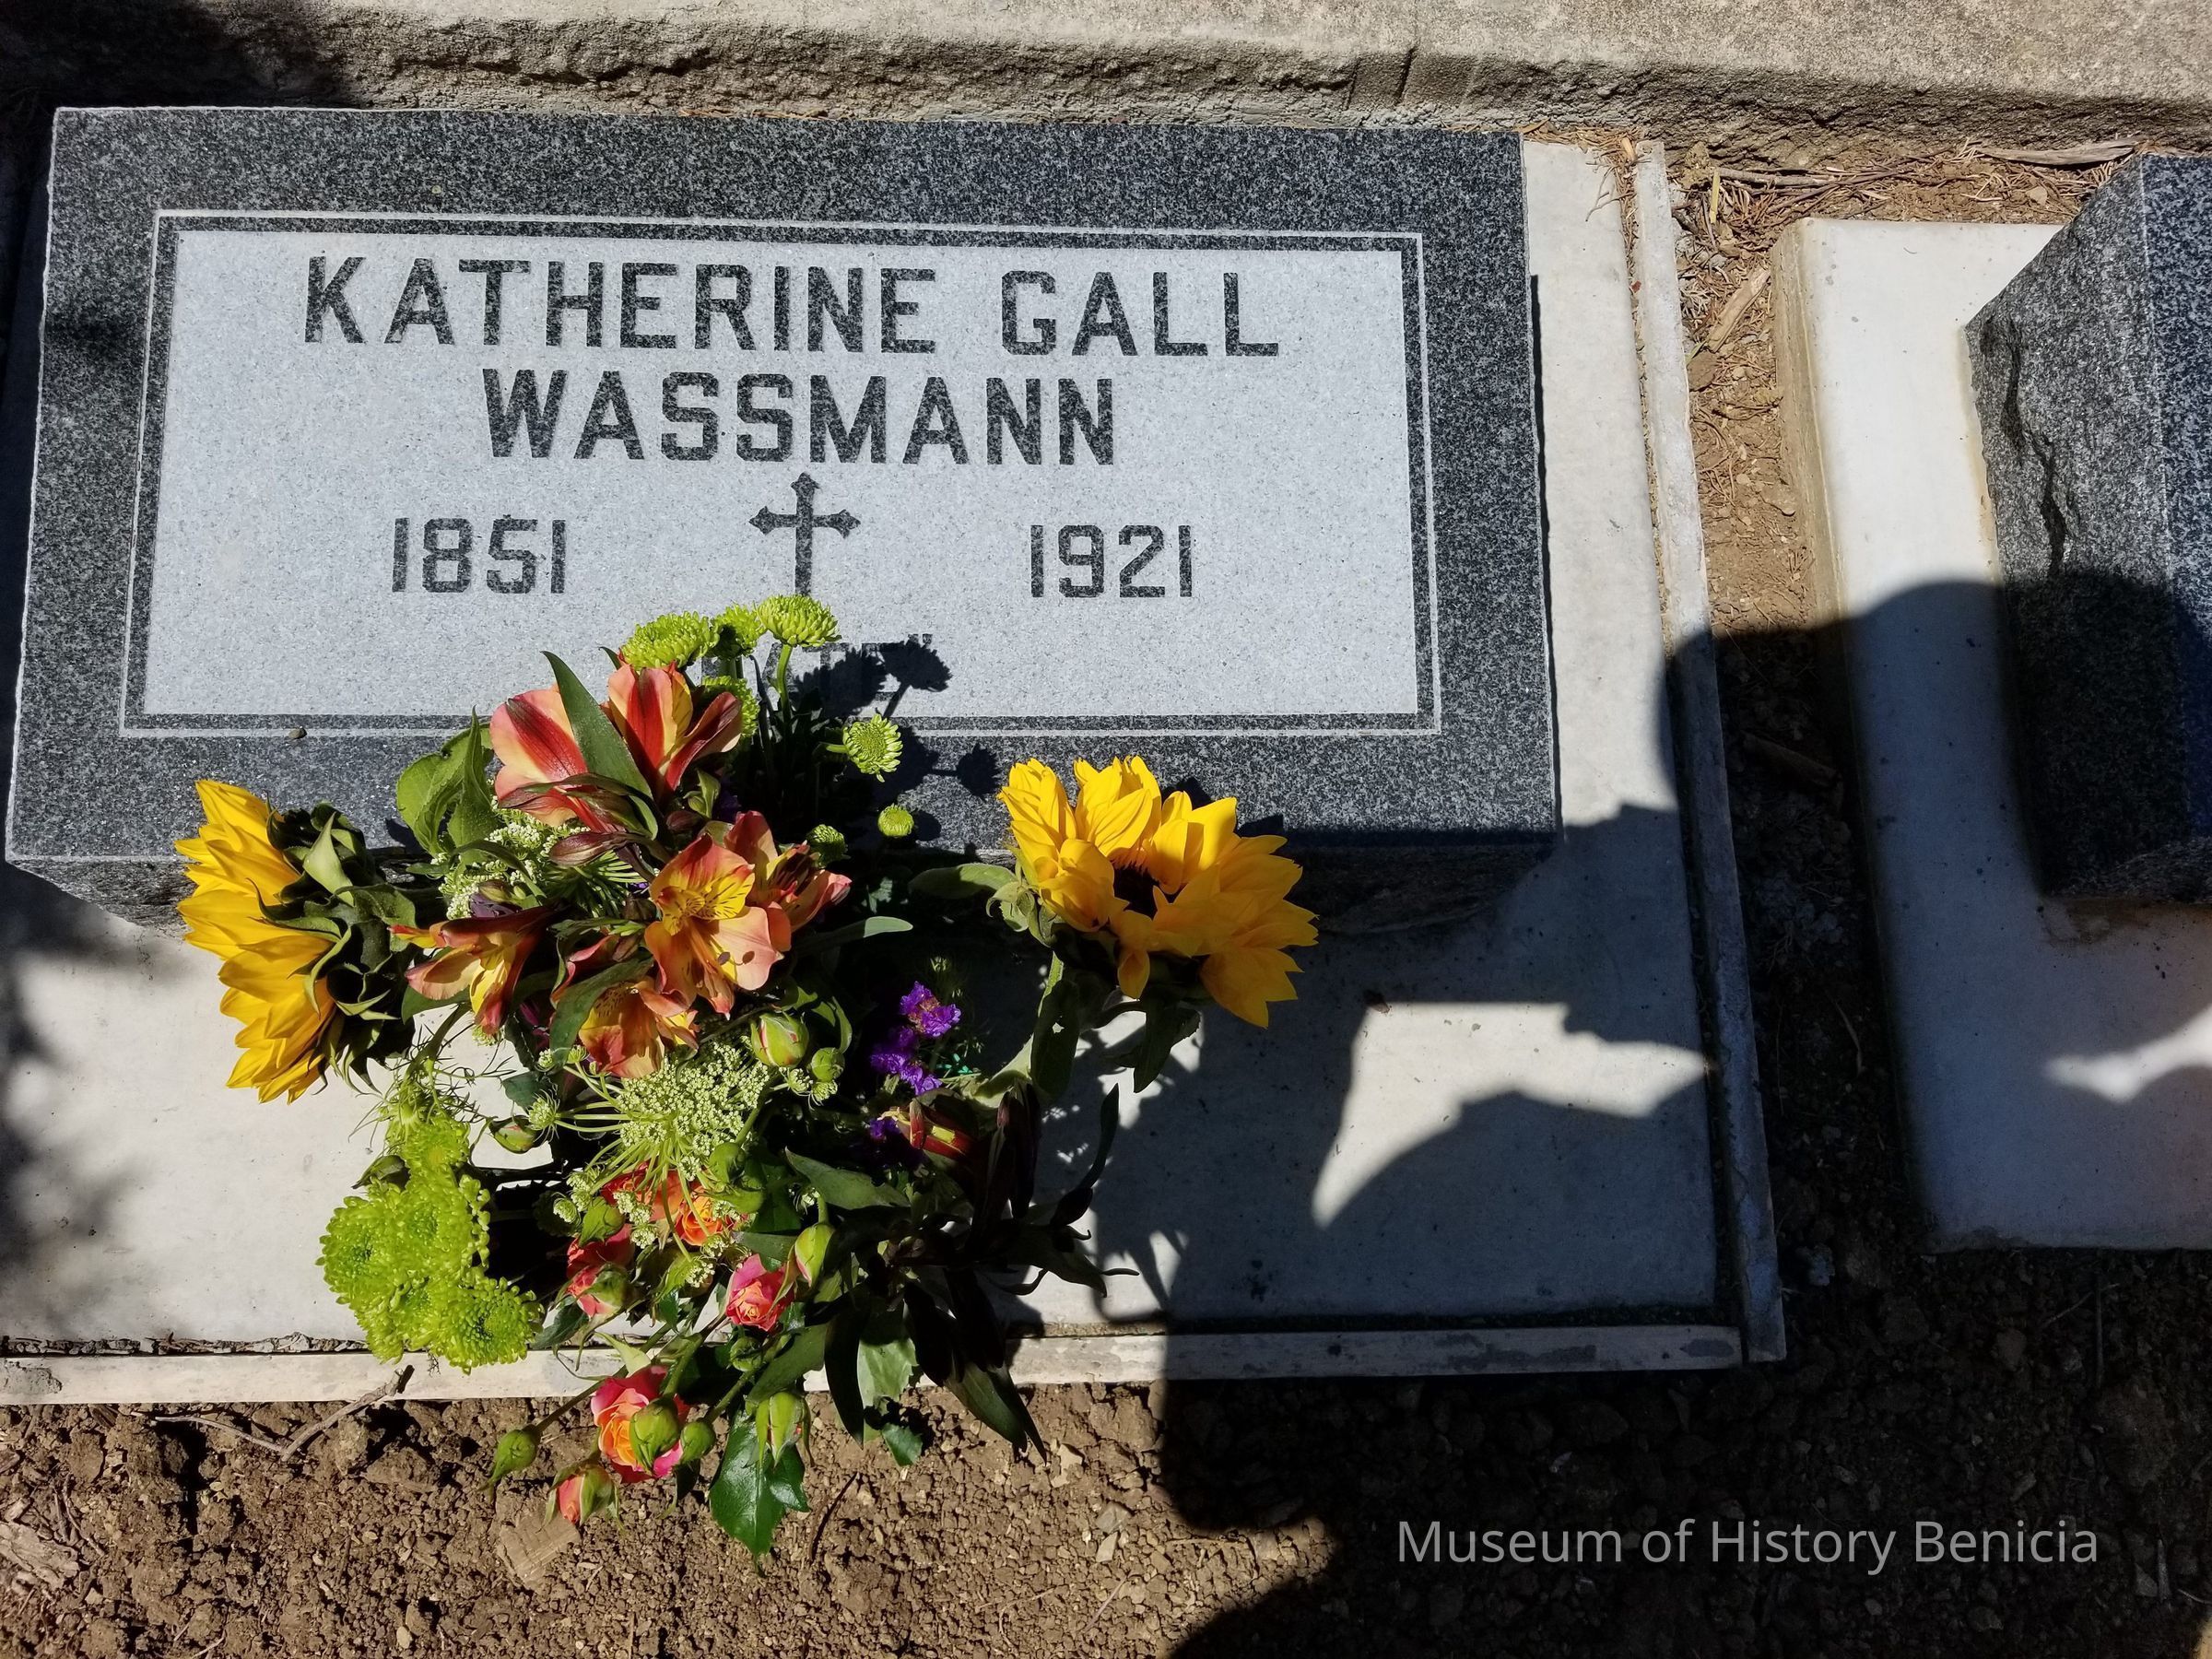 KATHERINE GALL
WASSMANN
1851 1921
Museum of History Benicia